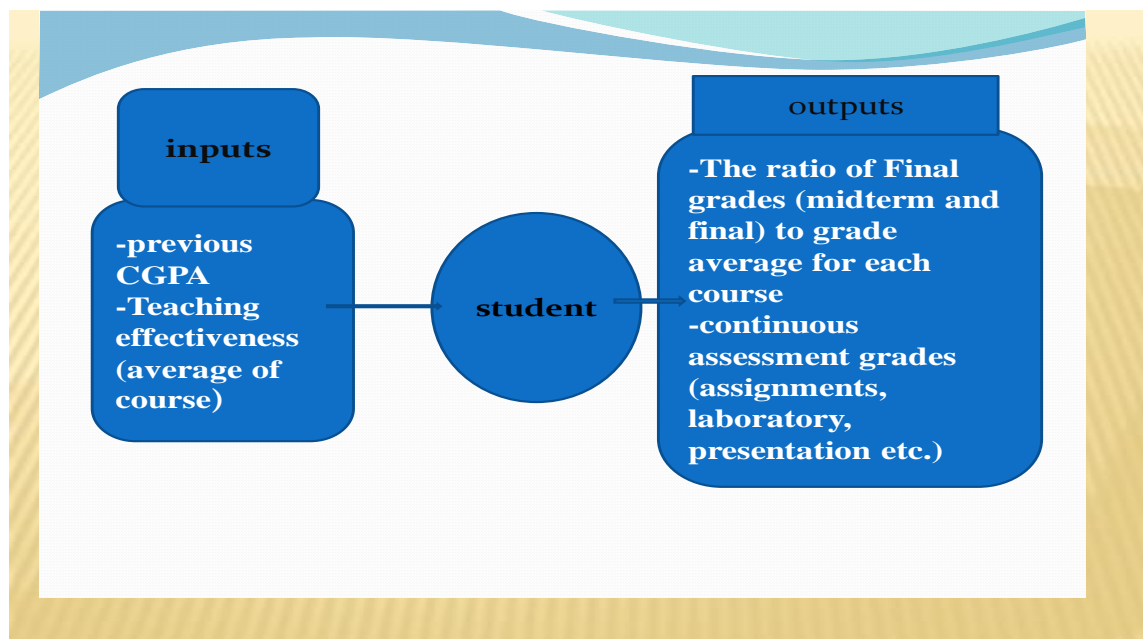 inputs
-previous
CGPA
-Teaching
effectiveness
(average of
course)
student
outputs
-The ratio of Final
grades (midterm and
final) to grade
average for each
course
-continuous
assessment grades
(assignments,
laboratory,
presentation etc.)